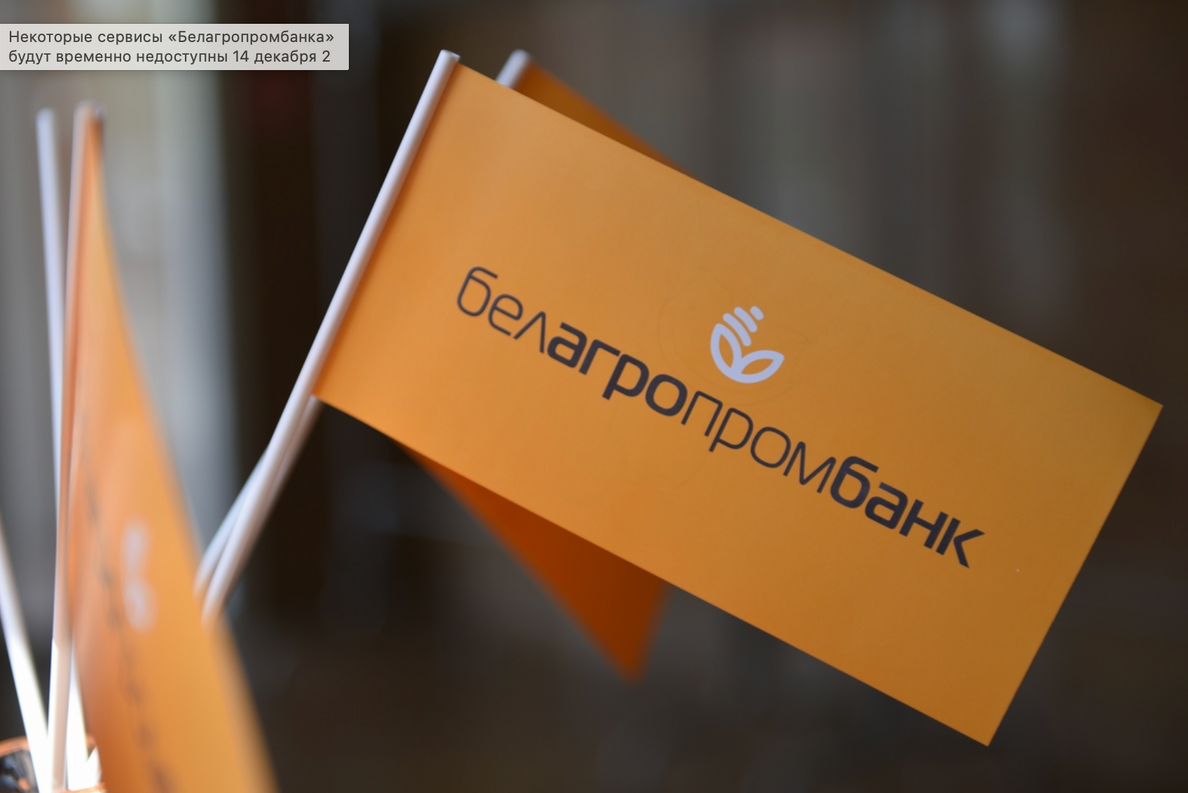 Некоторые сервисы «Белагропромбанка»
будут временно недоступны 14 декабря 2
белагропромбанк